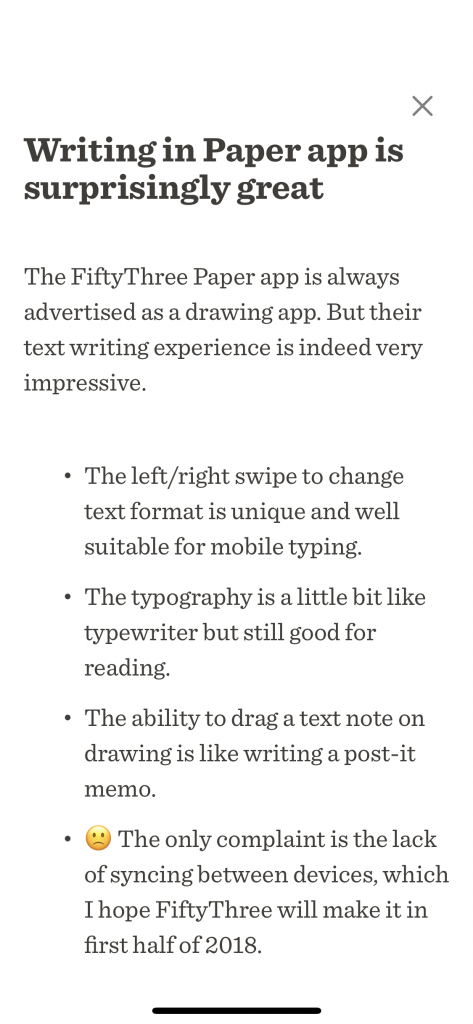 Writing in Paper app is
surprisingly great
The FiftyThree Paper app is always
advertised as a drawing app. But their
text writing experience is indeed very
impressive.
• The left/right swipe to change
text format is unique and well
suitable for mobile typing.
• The typography is a little bit like
typewriter but still good for
reading.
• The ability to drag a text note on
drawing is like writing a post-it
memo.
• 🙁 The only complaint is the lack
of syncing between devices, which
I hope FiftyThree will make it in
first half of 2018.